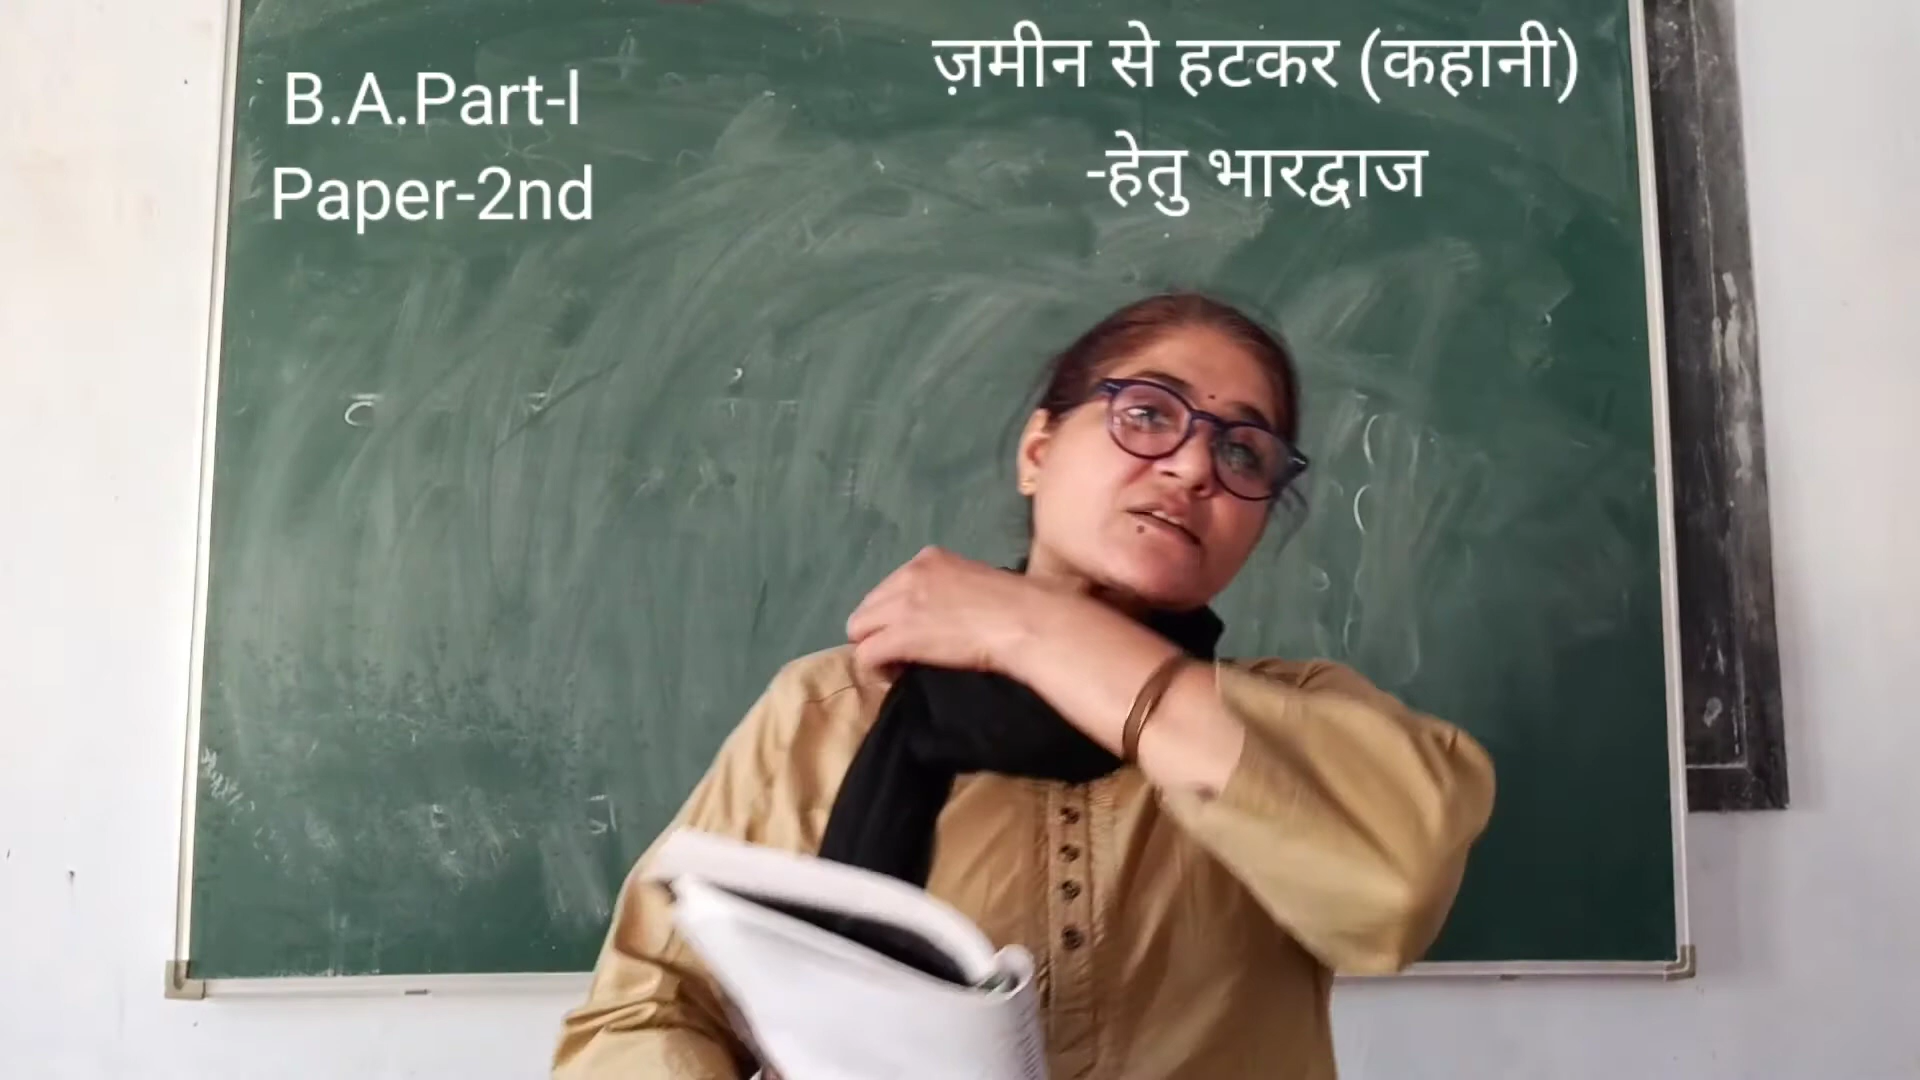 B.A.Part-I
Paper-2nd
ज़मीन से हटकर (कहानी)
-हेतु भारद्वाज